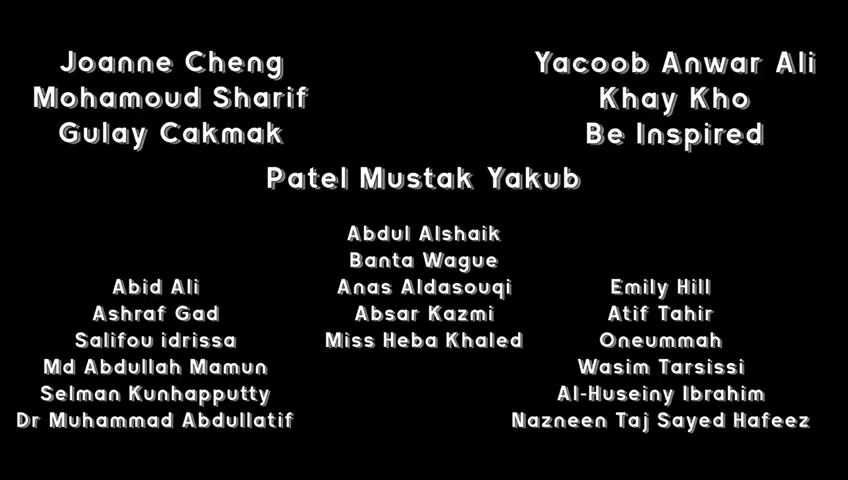 Joanne Cheng
Mohamoud Sharif
Gulay Cakmak
Yacoob Anwar Ali
Khay Kho
Be Inspired
Patel Mustak Yakub
Abid Ali
Ashraf Gad
Salifou idrissa
Md Abdullah Mamun
Selman Kunhapputty
Dr Muhammad Abdullatif
Abdul Alshaik
Banta Wague
Anas Aldasouqi
Absar Kazmi
Miss Heba Khaled
Emily Hill
Atif Tahir
Oneummah
Wasim Tarsissi
Al-Huseiny Ibrahim
Nazneen Taj Sayed Hafeez